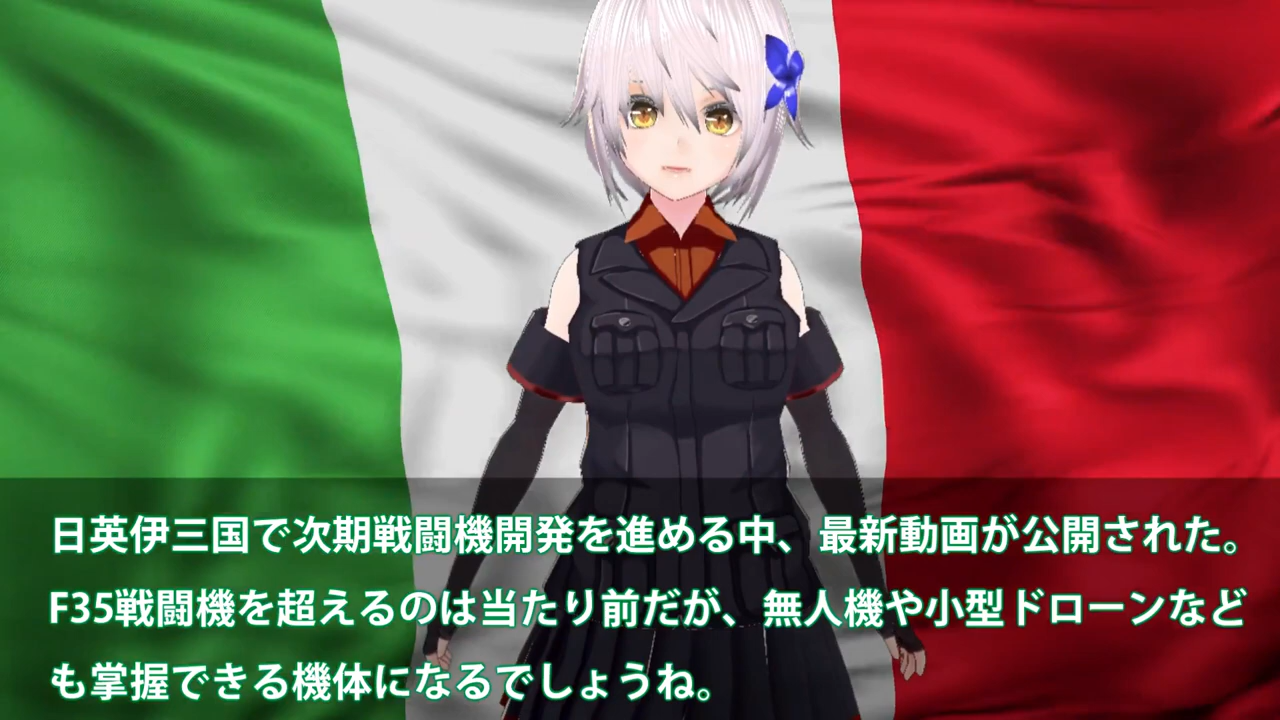 日英伊三国で次期戦闘機開発を進める中、最新動画が公開された。
F35戦闘機を超えるのは当たり前だが、無人機や小型ドローンなど
も掌握できる機体になるでしょうね。